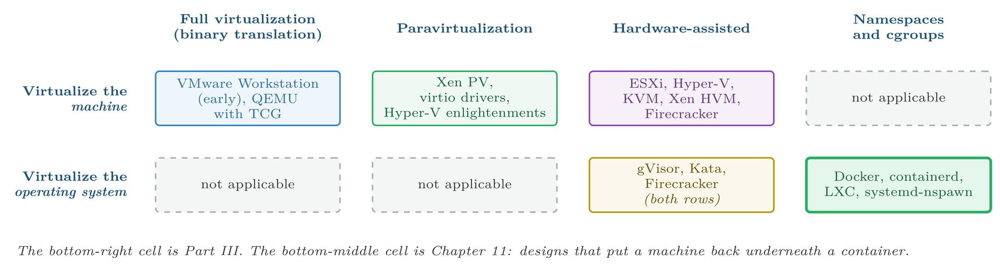 Full virtualization
(binary translation)
Paravirtualization
Hardware-assisted
Namespaces
and cgroups
Virtualize the
machine
VMware Workstation
(early), QEMU
with TCG
Xen PV,
virtio drivers,
Hyper-V enlightenments
ESXi, Hyper-V,
KVM, Xen HVM,
Firecracker
not applicable
Virtualize the
operating system
not applicable
not applicable
gVisor, Kata,
Firecracker
(both rows)
Docker, containerd,
LXC, systemd-nspawn
The bottom-right cell is Part III. The bottom-middle cell is Chapter 11: designs that put a machine back underneath a container.